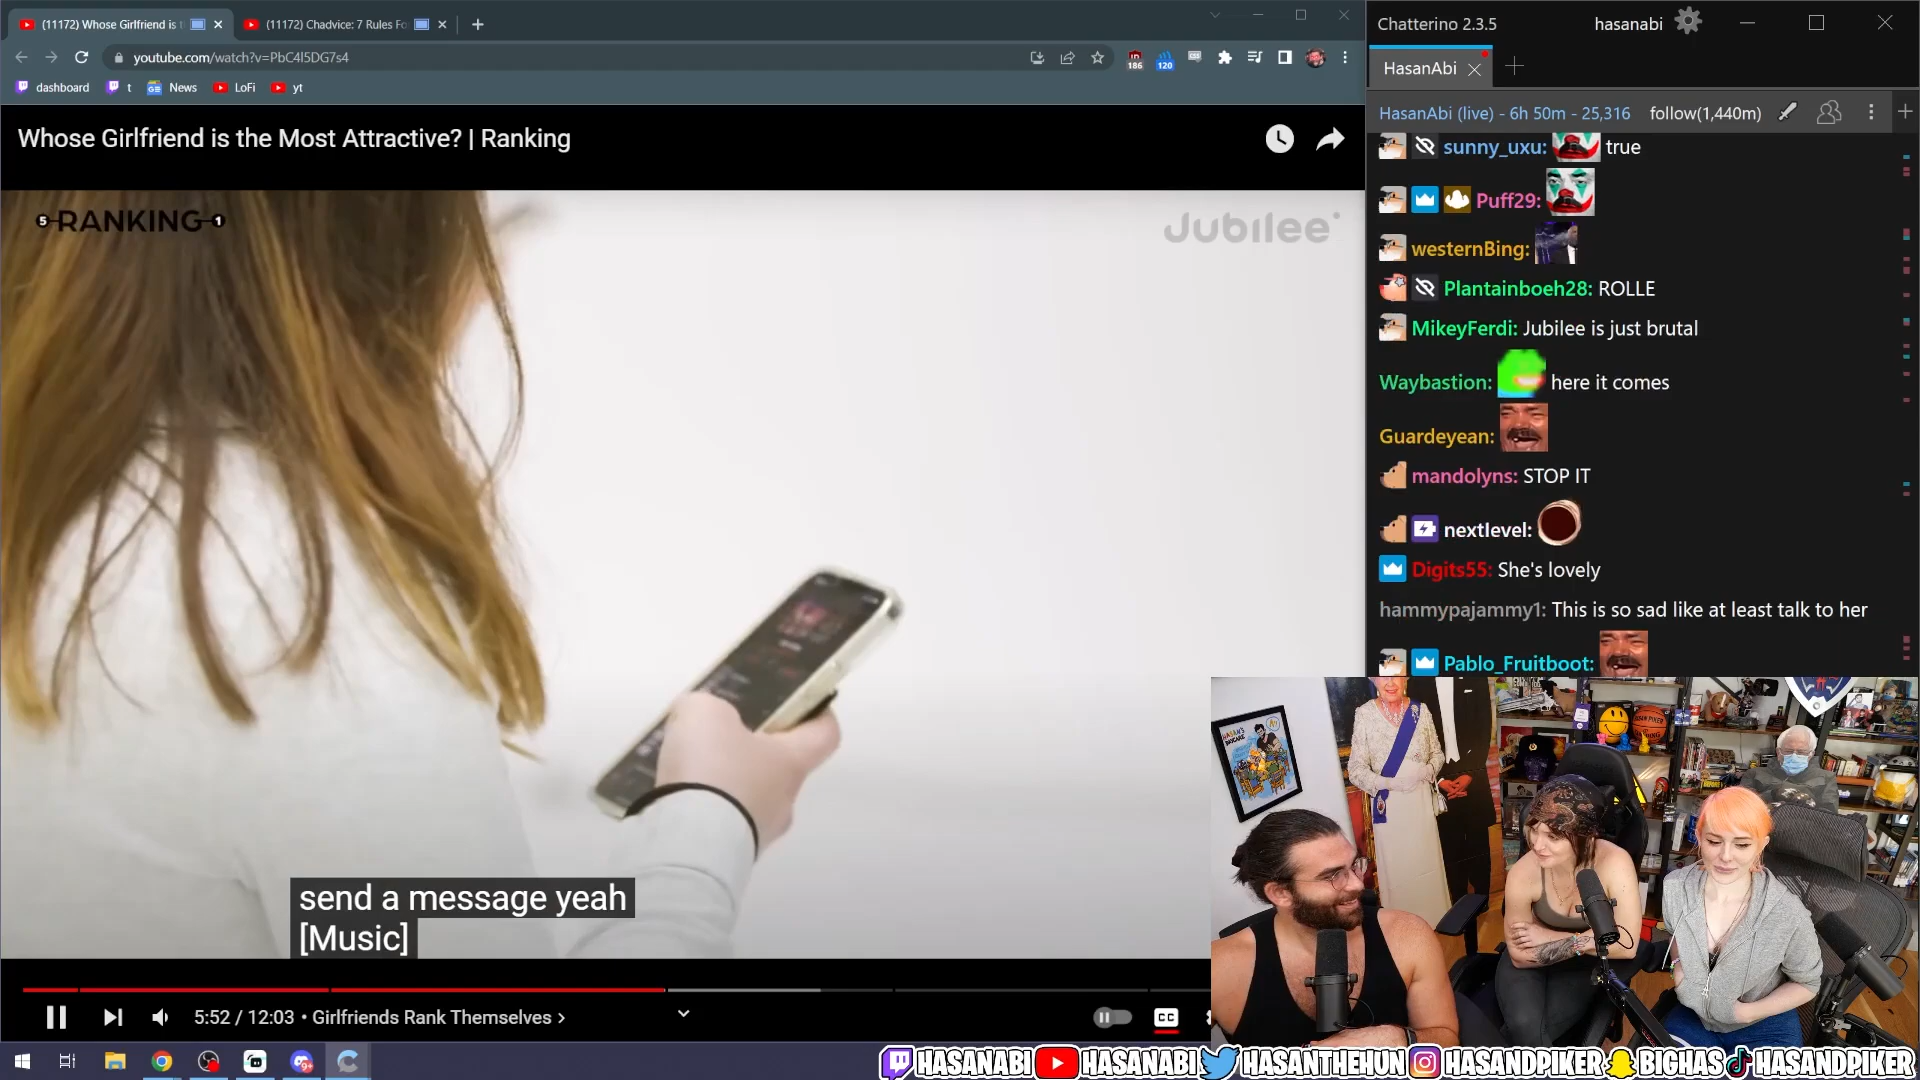 (11172) Whose Girlfriend is t
(11172) Chadvice: 7 Rules Fo
youtube.com/watch?v=PbC4l5DG7s4
186
120
dashboard
t
News
LoFi
yt
Whose Girlfriend is the Most Attractive? | Ranking
5 RANKING 1
Jubilee
send a message yeah
[Music]
5:52 / 12:03 • Girlfriends Rank Themselves
CC
Chatterino 2.3.5
hasanabi
HasanAbi
HasanAbi (live) - 6h 50m - 25,316
follow(1,440m)
sunny_uxu: true
Puff29:
westernBing:
Plantainboeh28: ROLLE
MikeyFerdi: Jubilee is just brutal
Waybastion: here it comes
Guardeyean:
mandolyns: STOP IT
nextlevel:
Digits55: She's lovely
hammypajammy1: This is so sad like at least talk to her
Pablo_Fruitboot:
HASANABI HASANABI HASANTHEHUN HASANDPIKER BIGHAS HASANDPIKER